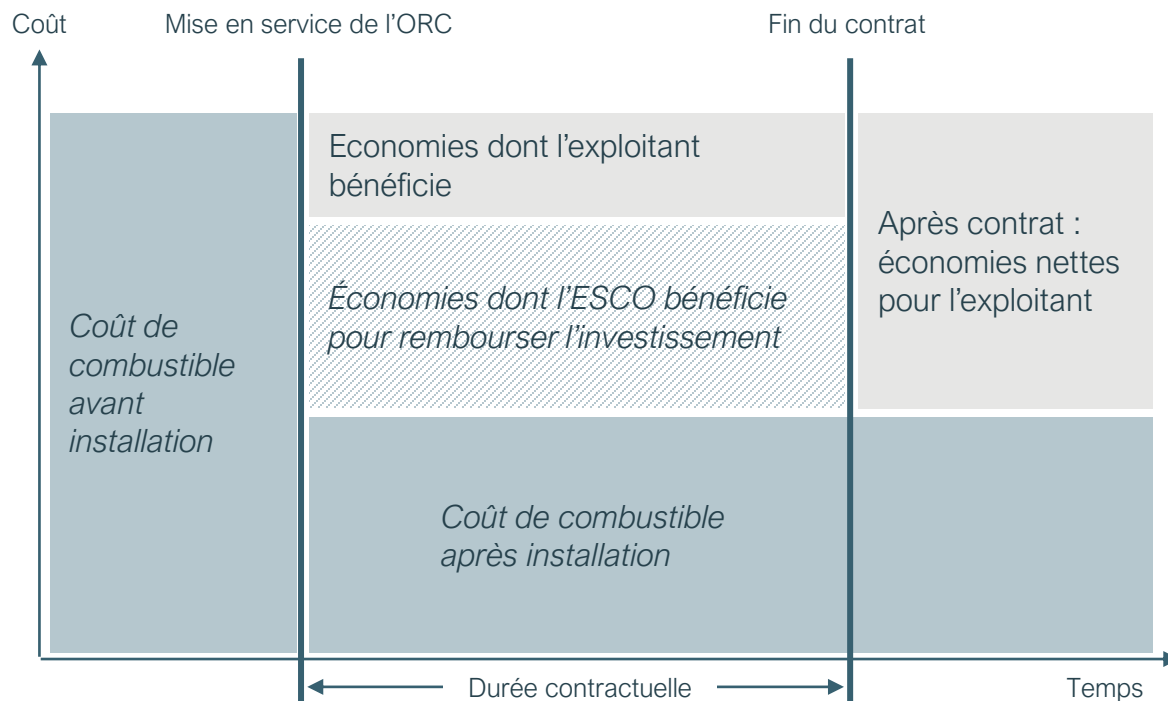 Coût
Mise en service de l'ORC
Fin du contrat
Economies dont l'exploitant
bénéficie
Après contrat :
économies nettes
pour l'exploitant
Économies dont l'ESCO bénéficie
pour rembourser l'investissement
Coût de
combustible
avant
installation
Coût de combustible
après installation
Durée contractuelle
Temps